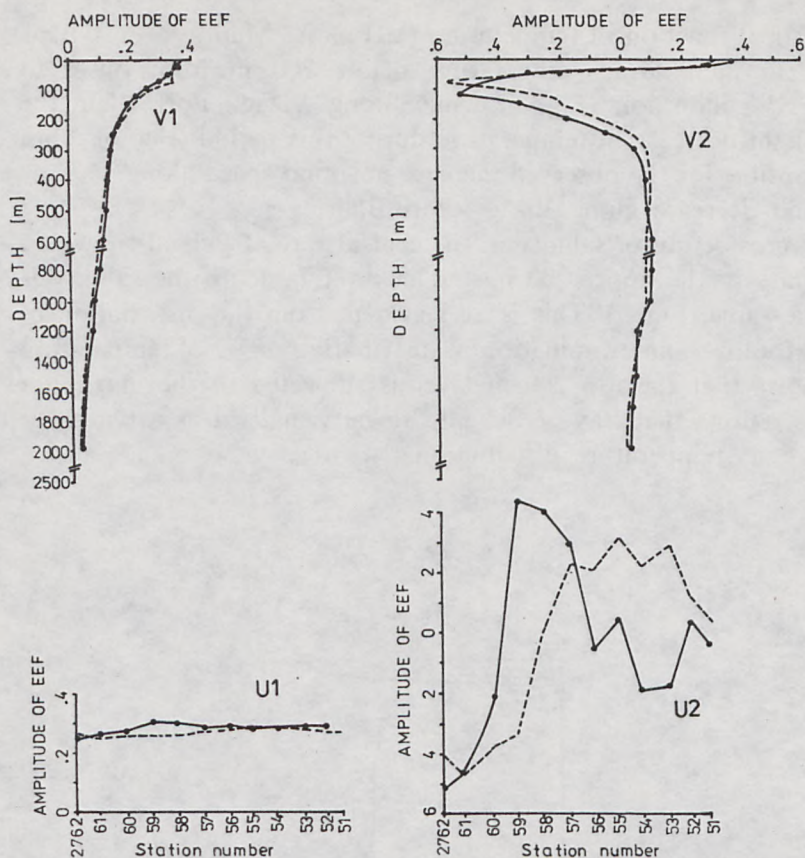 AMPLITUDE OF EEF
0 .2 .4
0
100
200
300
400
500
600
800
1000
1200
1400
1600
1800
2000
2500
DEPTH [m]
V1
AMPLITUDE OF EEF
.6 .4 .2 0 .2 .4
DEPTH [m]
V2
AMPLITUDE OF EEF
.4
.2
0
U1
2762 61 60 59 58 57 56 55 54 53 52 51
Station number
AMPLITUDE OF EEF
4
2
0
2
4
6
U2
2762 61 60 59 58 57 56 55 54 53 52 51
Station number